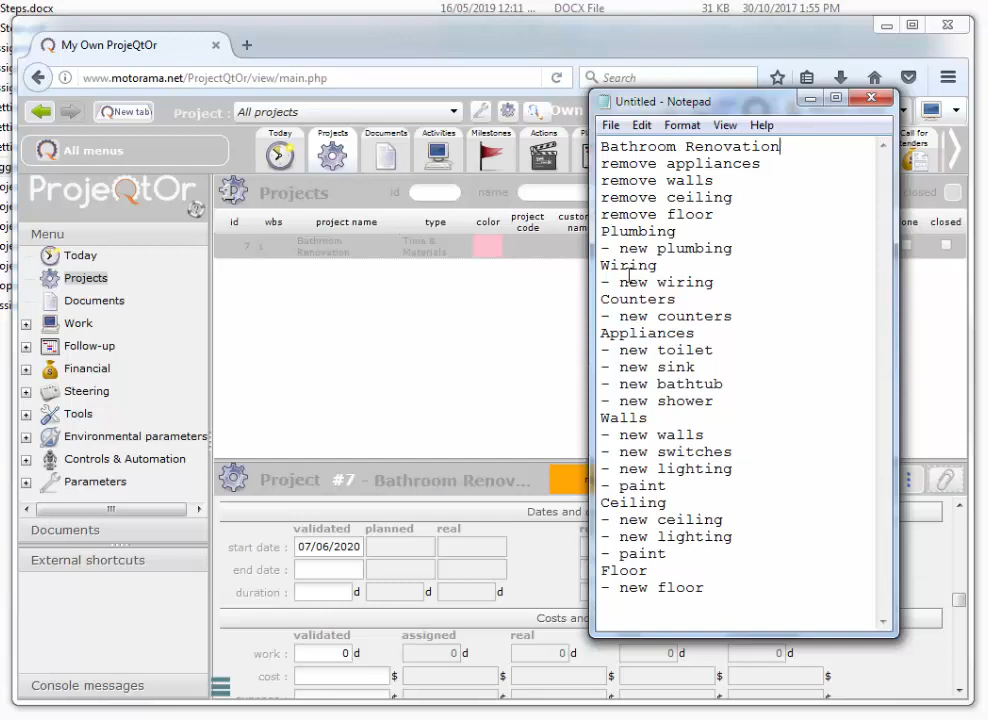 Steps.docx 16/05/2019 12:11 ... DOCX File 31 KB 30/10/2017 1:55 PM
My Own ProjeQtOr
www.motorama.net/ProjectQtOr/view/main.php
Search
New tab
Project :
All projects
Own
All menus
Today
Projects
Documents
Activities
Milestones
Actions
Call for
ProjeQtOr
Projects
id
name
closed
id
wbs
project name
type
color
project code
closed
7
Bathroom Renovation
Time & Materials
Menu
Today
Projects
Documents
Work
Follow-up
Financial
Steering
Tools
Environmental parameters
Controls & Automation
Parameters
Documents
External shortcuts
Console messages
Project #7 - Bathroom Renov...
validated planned real
start date : 07/06/2020
end date :
duration : d d d
validated assigned real
work : 0 d 0 d 0 d 0 d 0 d
cost : $ $ $ $ $
Untitled - Notepad
File Edit Format View Help
Bathroom Renovation
remove appliances
remove walls
remove ceiling
remove floor
Plumbing
- new plumbing
Wiring
- new wiring
Counters
- new counters
Appliances
- new toilet
- new sink
- new bathtub
- new shower
Walls
- new walls
- new switches
- new lighting
- paint
Ceiling
- new ceiling
- new lighting
- paint
Floor
- new floor